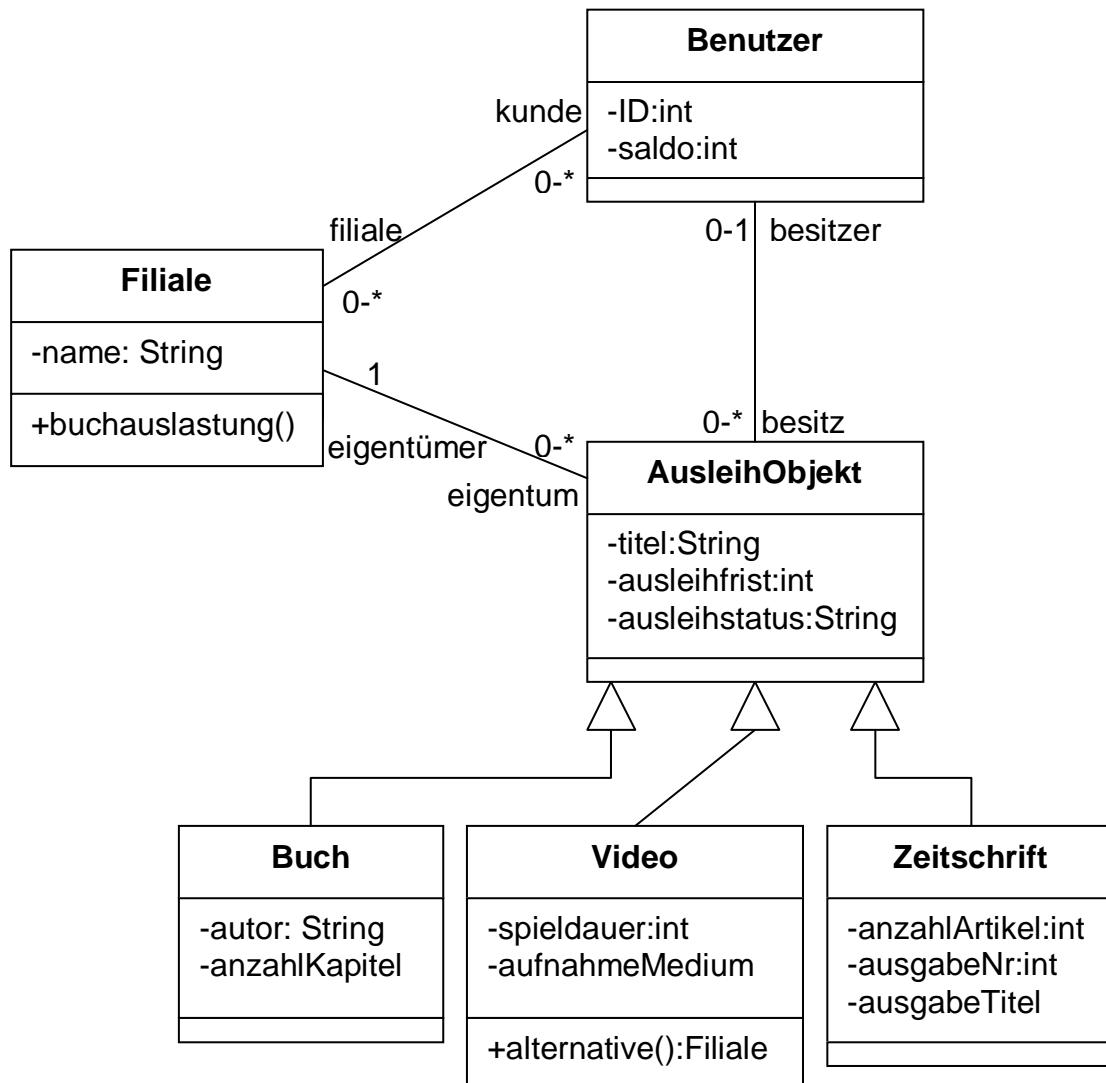 Benutzer
-ID:int
-saldo:int
kunde
0-*
filiale
0-*
0-1 besitzer
Filiale
-name: String
+buchauslastung()
1
eigentümer
0-*
eigentum
0-* besitz
AusleihObjekt
-titel:String
-ausleihfrist:int
-ausleihstatus:String
Buch
-autor: String
-anzahlKapitel
Video
-spieldauer:int
-aufnahmeMedium
+alternative():Filiale
Zeitschrift
-anzahlArtikel:int
-ausgabeNr:int
-ausgabeTitel